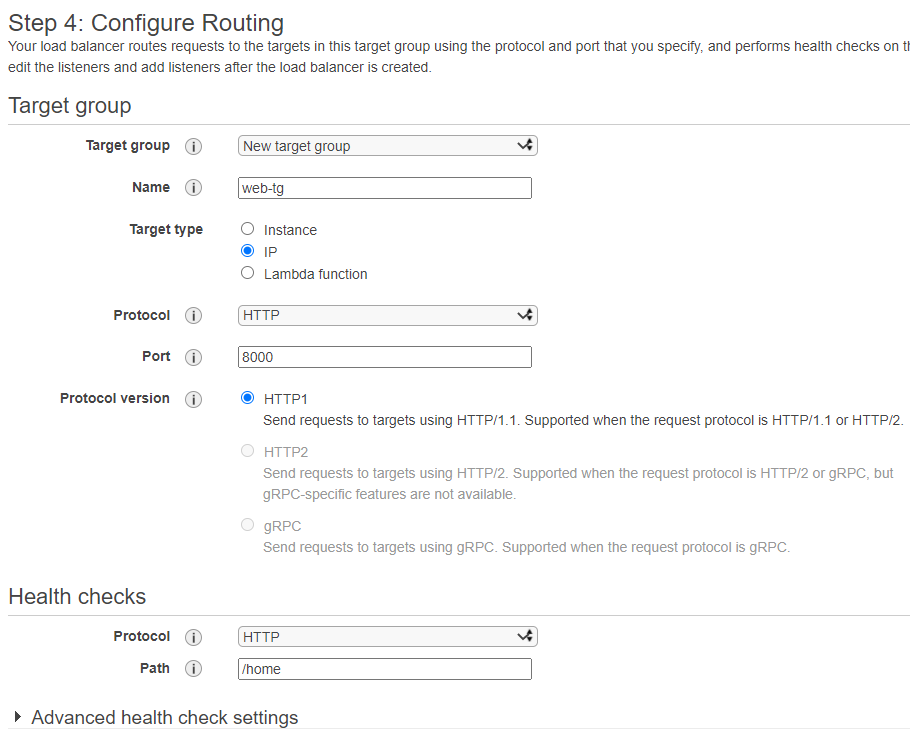 Step 4: Configure Routing
Your load balancer routes requests to the targets in this target group using the protocol and port that you specify, and performs health checks on
edit the listeners and add listeners after the load balancer is created.
Target group
Target group i New target group
Name i web-tg
Target type Instance
IP
Lambda function
Protocol i HTTP
Port i 8000
Protocol version i HTTP1
Send requests to targets using HTTP/1.1. Supported when the request protocol is HTTP/1.1 or HTTP/2.
HTTP2
Send requests to targets using HTTP/2. Supported when the request protocol is HTTP/2 or gRPC, but
gRPC-specific features are not available.
gRPC
Send requests to targets using gRPC. Supported when the request protocol is gRPC.
Health checks
Protocol i HTTP
Path i /home
Advanced health check settings